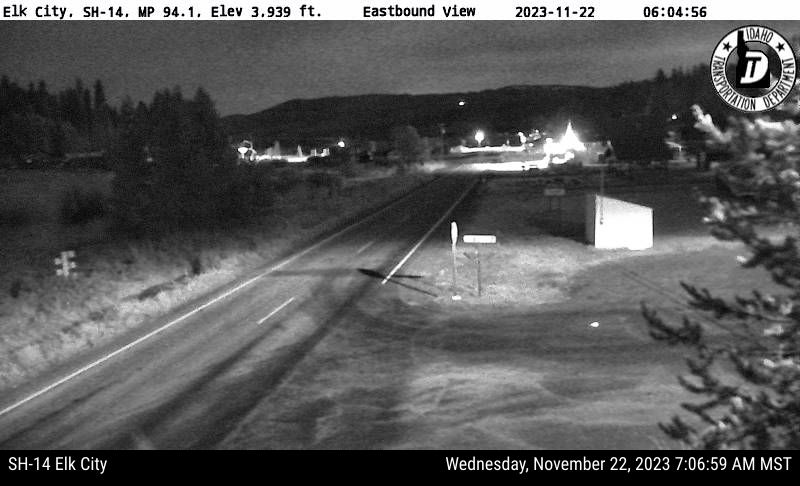 Elk City, SH-14, MP 94.1, Elev 3,939 ft. Eastbound View 2023-11-22 06:04:56
IDAHO
TRANSPORTATION DEPARTMENT
SH-14 Elk City Wednesday, November 22, 2023 7:06:59 AM MST